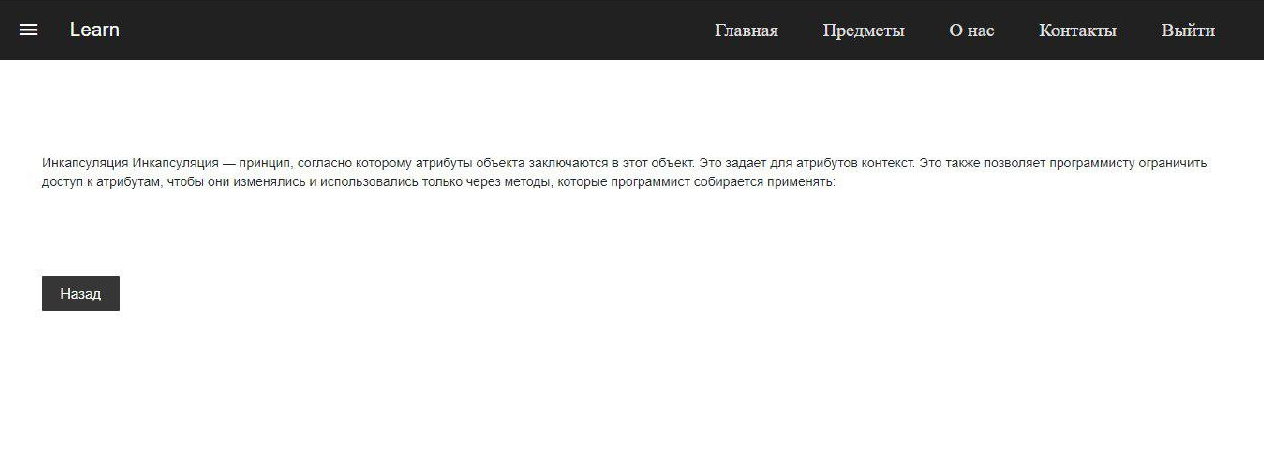 Learn
Главная
Предметы
О нас
Контакты
Выйти
Инкапсуляция Инкапсуляция — принцип, согласно которому атрибуты объекта заключаются в этот объект. Это задает для атрибутов контекст. Это также позволяет программисту ограничить
доступ к атрибутам, чтобы они изменялись и использовались только через методы, которые программист собирается применять:
Назад